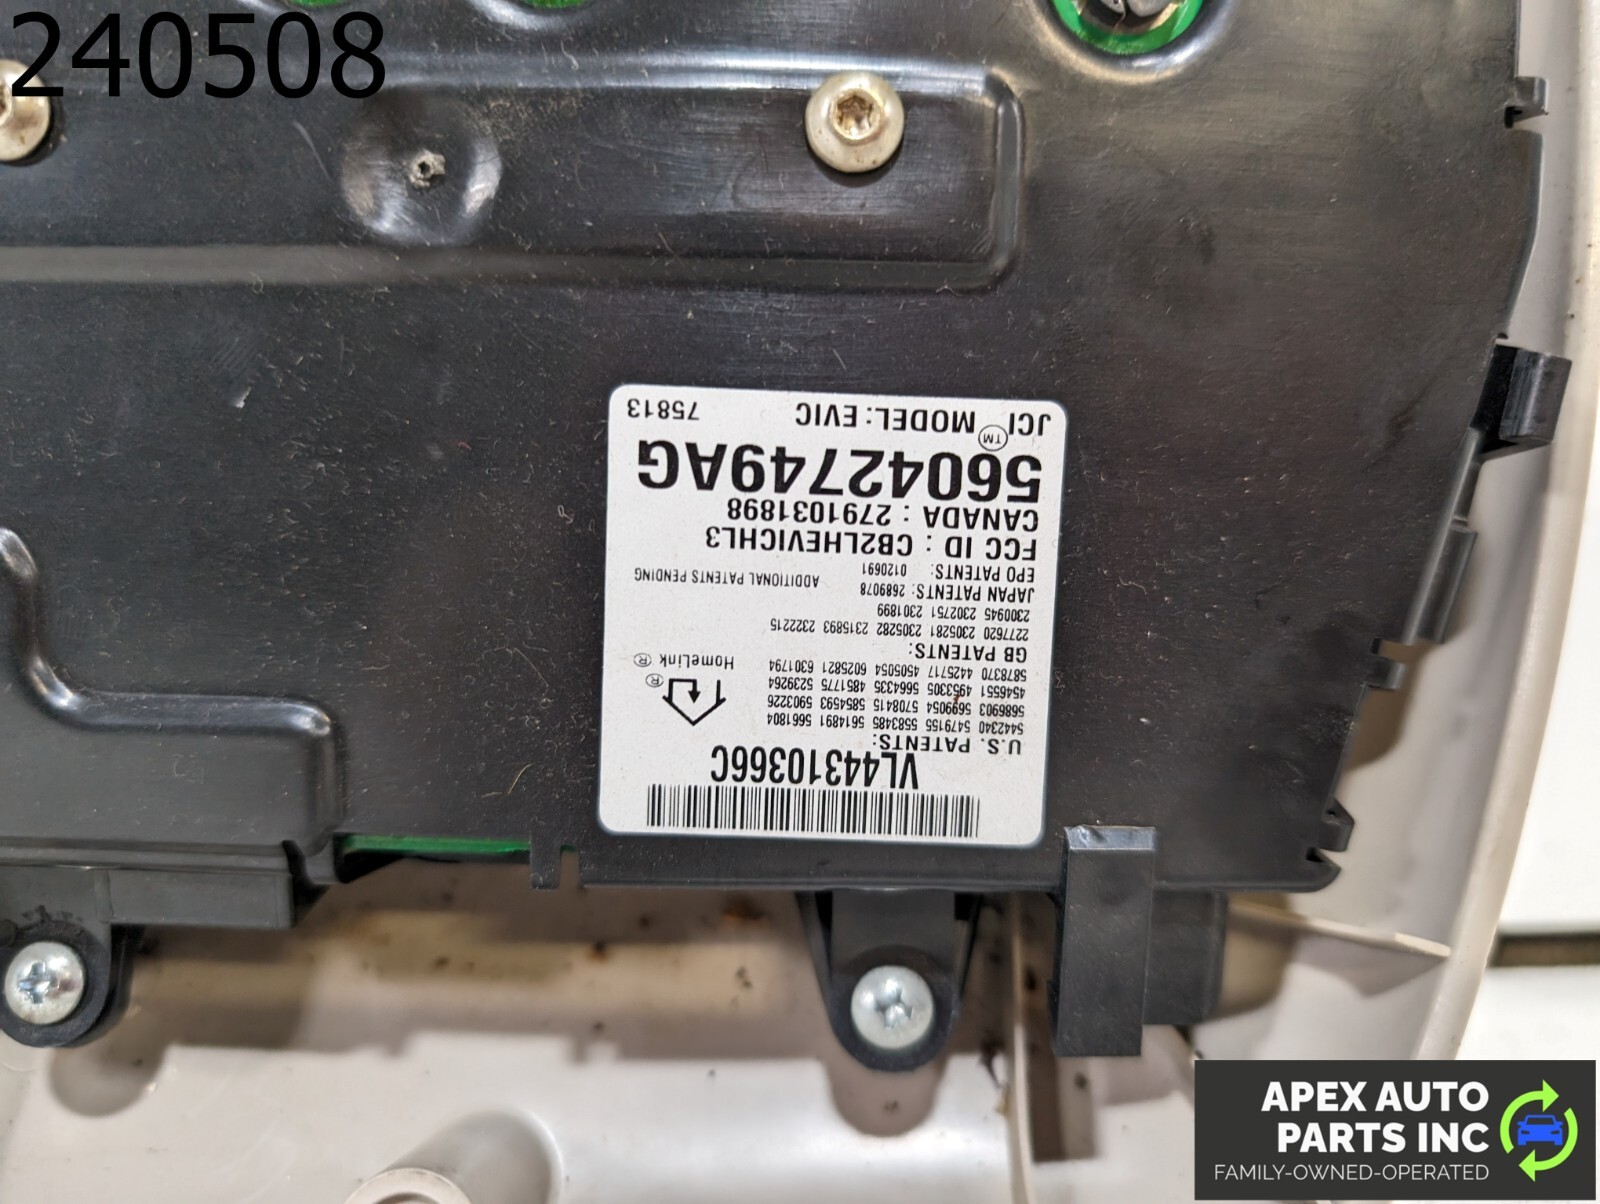 240508
JCI™ MODEL: EVIC 75813
56042749AG
CANADA : 2791031898
FCC ID : CB2LHEVICHL3
EPO PATENTS: 0120691
ADDITIONAL PATENTS PENDING
JAPAN PATENTS: 2689078
2300945 2302751 2301899
2277620 2305281 2305282 2315893 2322215
GB PATENTS:
5878370 4425717 4505054 6025821 6301794
4546551 4953305 5664335 4851775 5239264
5686903 5699054 5708415 5854593 5903226
5442340 5479155 5583485 5614891 5661804
U.S. PATENTS:
HomeLink ®
®
VL44310366C
APEX AUTO
PARTS INC
FAMILY-OWNED-OPERATED